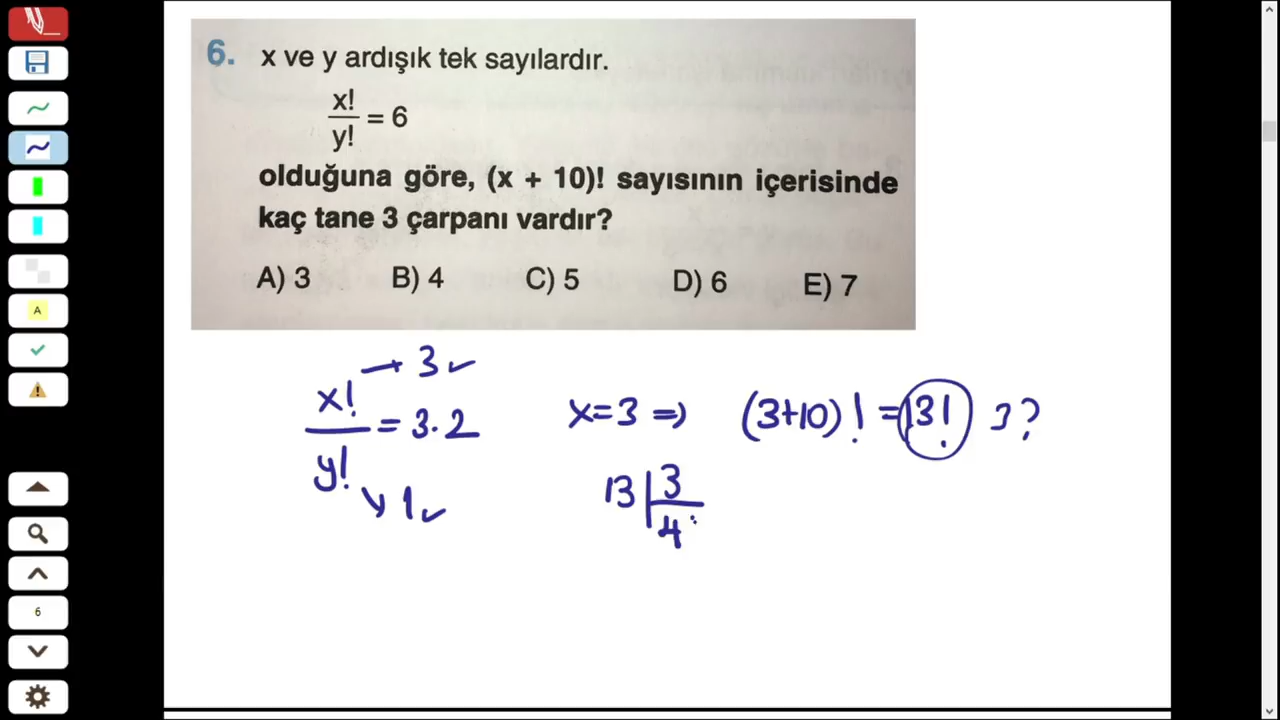 6. x ve y ardışık tek sayılardır.
x!
y!
= 6
olduğuna göre, (x + 10)! sayısının içerisinde
kaç tane 3 çarpanı vardır?
A) 3 B) 4 C) 5 D) 6 E) 7
x! → 3 ✓
y! → 1 ✓
= 3.2
x=3 ⇒ (3+10)! = 13! 3?
13 | 3
4
A
6